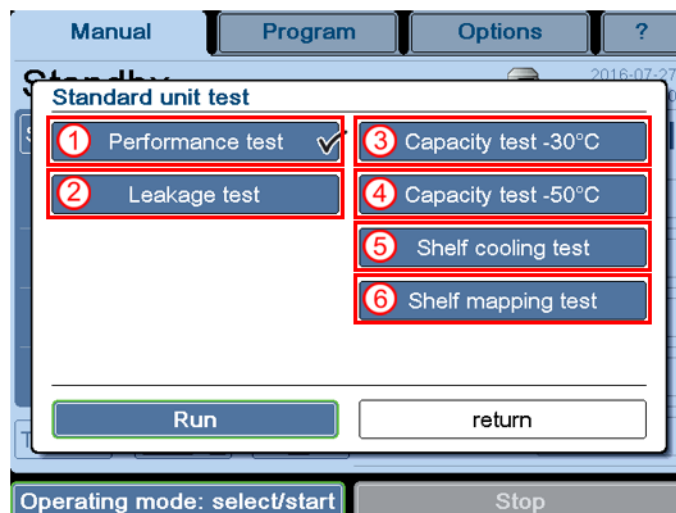 Manual Program Options ?
Standby 2016-07-27
Standard unit test
1 Performance test
3 Capacity test -30°C
2 Leakage test
4 Capacity test -50°C
5 Shelf cooling test
6 Shelf mapping test
Run return
Operating mode: select/start Stop